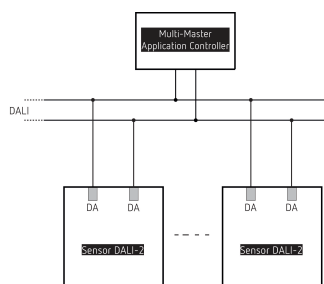 Multi-Master
Application Controller
DALI
DA DA DA DA
Sensor DALI-2 Sensor DALI-2